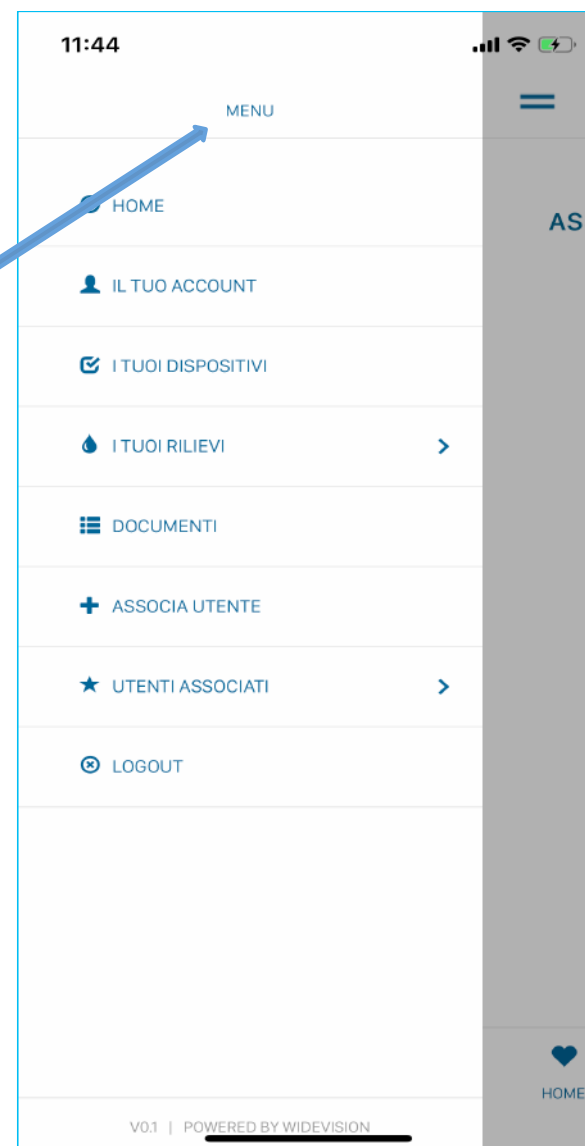 11:44
MENU
HOME
AS
IL TUO ACCOUNT
I TUOI DISPOSITIVI
I TUOI RILIEVI
DOCUMENTI
ASSOCIA UTENTE
UTENTI ASSOCIATI
LOGOUT
HOME
V0.1 | POWERED BY WIDEVISION